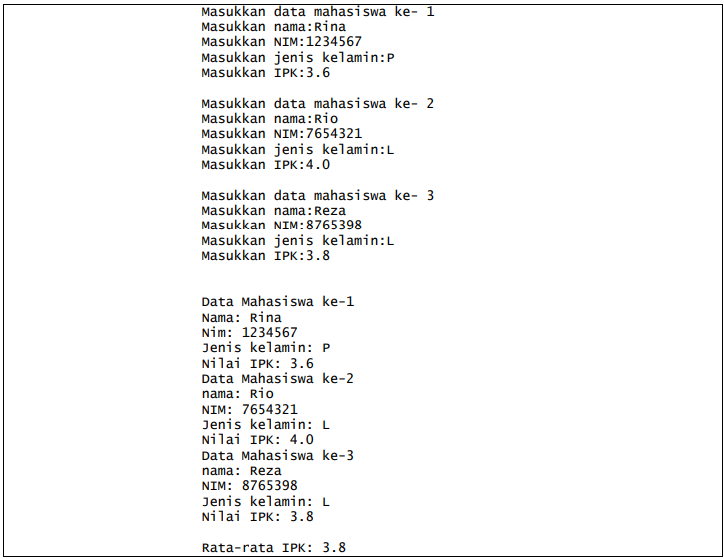 Masukkan data mahasiswa ke- 1
Masukkan nama:Rina
Masukkan NIM:1234567
Masukkan jenis kelamin:P
Masukkan IPK:3.6
Masukkan data mahasiswa ke- 2
Masukkan nama:Rio
Masukkan NIM:7654321
Masukkan jenis kelamin:L
Masukkan IPK:4.0
Masukkan data mahasiswa ke- 3
Masukkan nama:Reza
Masukkan NIM:8765398
Masukkan jenis kelamin:L
Masukkan IPK:3.8
Data Mahasiswa ke-1
Nama: Rina
Nim: 1234567
Jenis kelamin: P
Nilai IPK: 3.6
Data Mahasiswa ke-2
nama: Rio
NIM: 7654321
Jenis kelamin: L
Nilai IPK: 4.0
Data Mahasiswa ke-3
nama: Reza
NIM: 8765398
Jenis kelamin: L
Nilai IPK: 3.8
Rata-rata IPK: 3.8